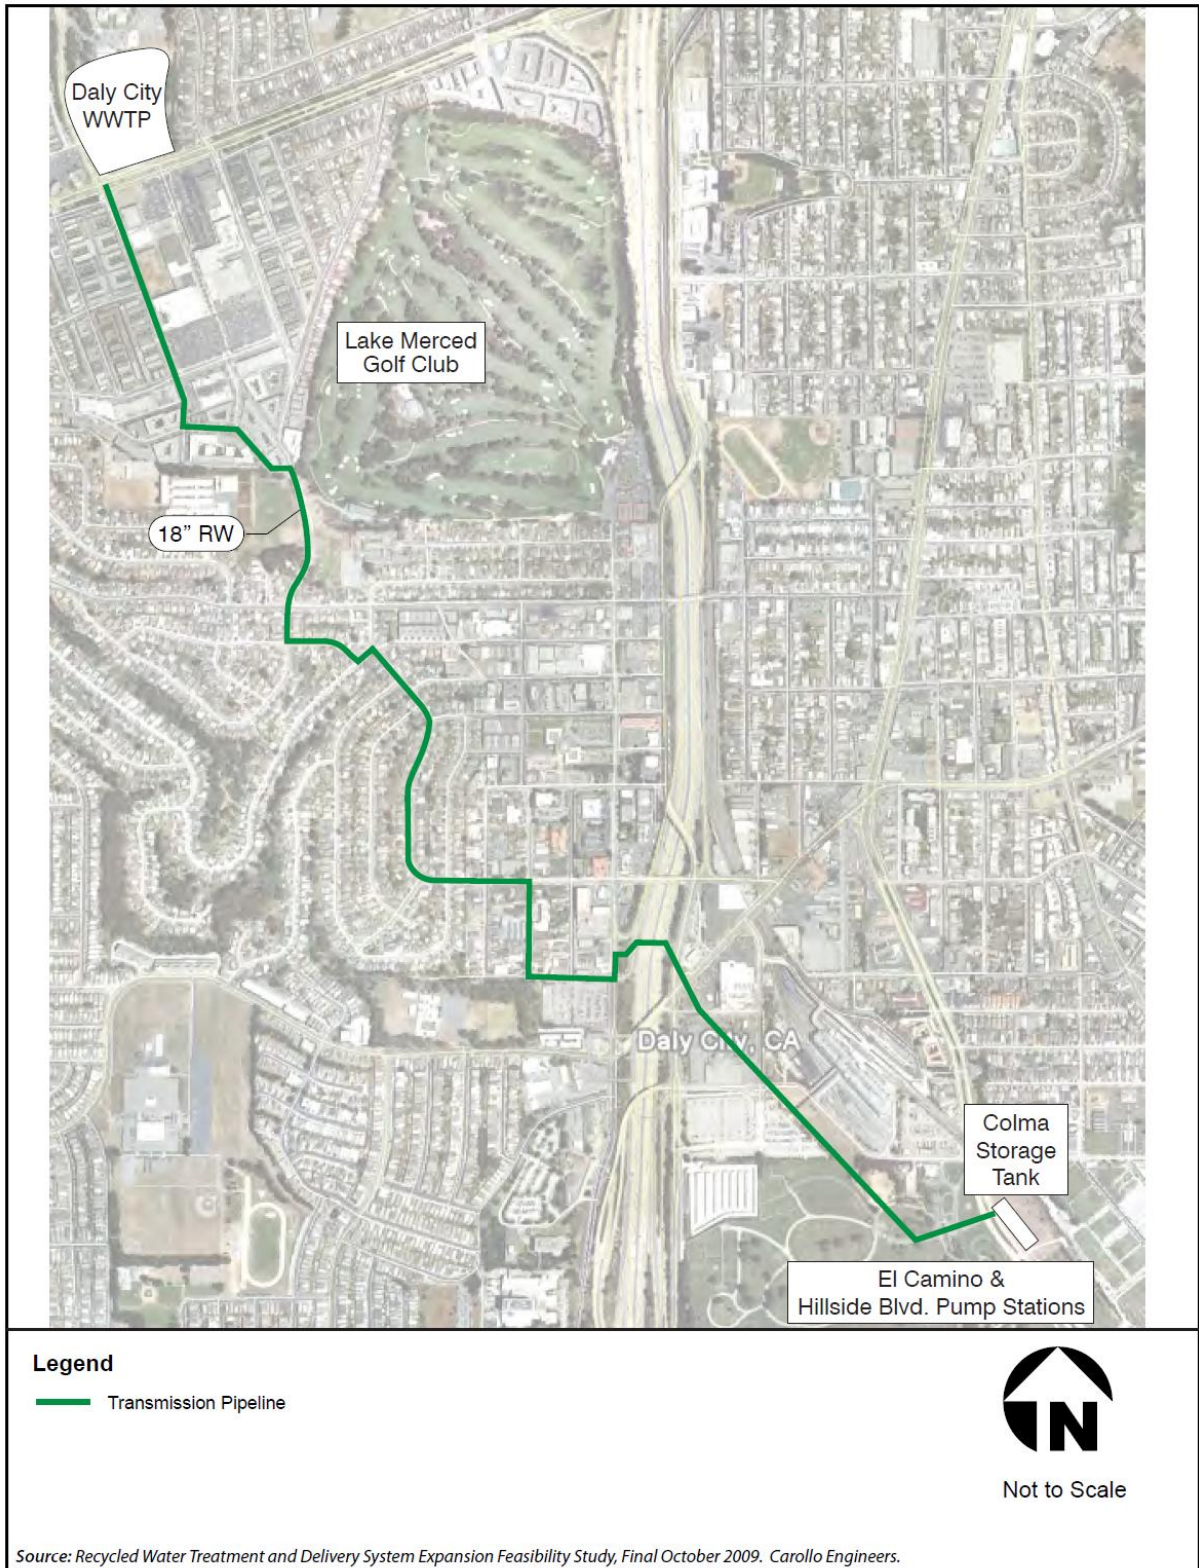 Daly City
WWTP
Lake Merced
Golf Club
18” RW
Daly City, CA
Colma
Storage
Tank
El Camino &
Hillside Blvd. Pump Stations
Legend
Transmission Pipeline
N
Not to Scale
Source: Recycled Water Treatment and Delivery System Expansion Feasibility Study, Final October 2009. Carollo Engineers.